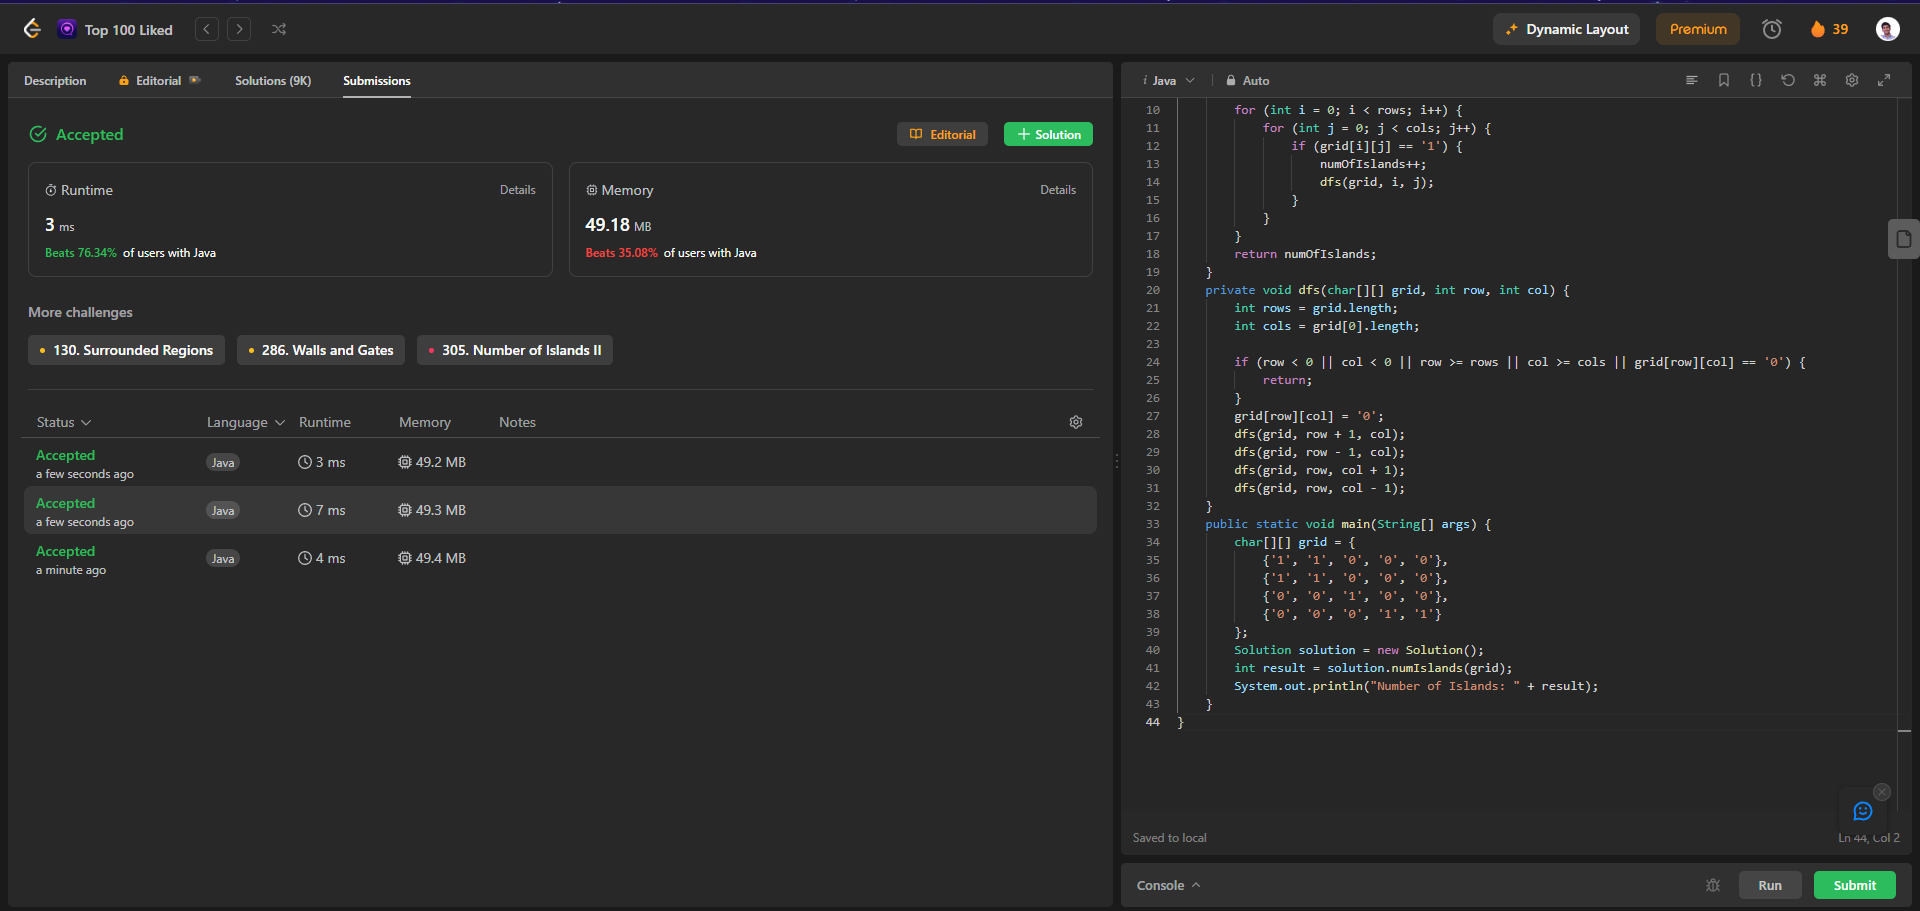 Top 100 Liked
Dynamic Layout
Premium
39
Description
Editorial
Solutions (9K)
Submissions
Accepted
Editorial
Solution
Runtime
Details
3 ms
Beats 76.34% of users with Java
Memory
Details
49.18 MB
Beats 35.08% of users with Java
More challenges
130. Surrounded Regions
286. Walls and Gates
305. Number of Islands II
Status
Language
Runtime
Memory
Notes
Accepted
a few seconds ago
Java
3 ms
49.2 MB
Accepted
a few seconds ago
Java
7 ms
49.3 MB
Accepted
a minute ago
Java
4 ms
49.4 MB
i Java
Auto
10 for (int i = 0; i < rows; i++) {
11 for (int j = 0; j < cols; j++) {
12 if (grid[i][j] == '1') {
13 numOfIslands++;
14 dfs(grid, i, j);
15 }
16 }
17 }
18 return numOfIslands;
19 }
20 private void dfs(char[][] grid, int row, int col) {
21 int rows = grid.length;
22 int cols = grid[0].length;
23
24 if (row < 0 || col < 0 || row >= rows || col >= cols || grid[row][col] == '0') {
25 return;
26 }
27 grid[row][col] = '0';
28 dfs(grid, row + 1, col);
29 dfs(grid, row - 1, col);
30 dfs(grid, row, col + 1);
31 dfs(grid, row, col - 1);
32 }
33 public static void main(String[] args) {
34 char[][] grid = {
35 {'1', '1', '0', '0', '0'},
36 {'1', '1', '0', '0', '0'},
37 {'0', '0', '1', '0', '0'},
38 {'0', '0', '0', '1', '1'}
39 };
40 Solution solution = new Solution();
41 int result = solution.numIslands(grid);
42 System.out.println("Number of Islands: " + result);
43 }
44 }
Saved to local
Ln 44, Col 2
Console
Run
Submit